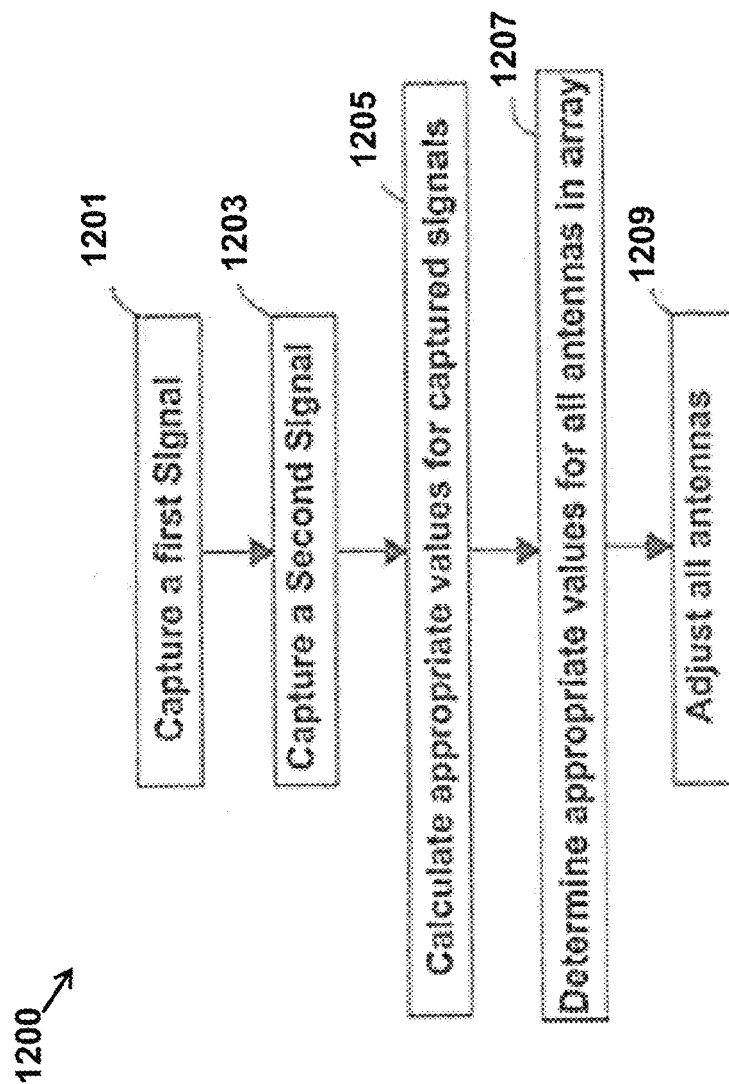 1200
1201
Capture a first Signal
1203
Capture a Second Signal
1205
Calculate appropriate values for captured signals
1207
Determine appropriate values for all antennas in array
1209
Adjust all antennas